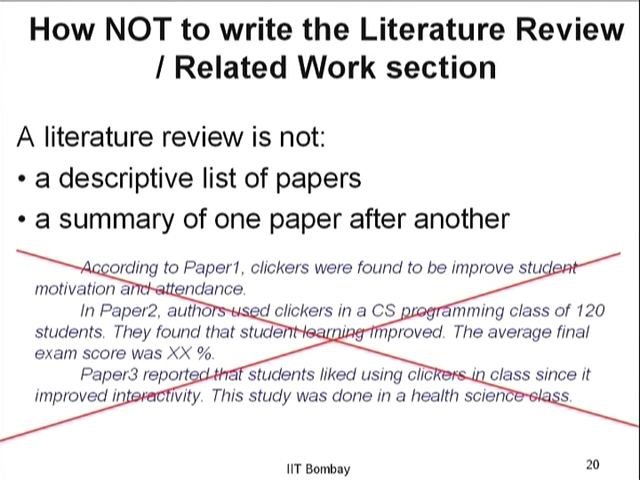 How NOT to write the Literature Review
/ Related Work section
A literature review is not:
• a descriptive list of papers
• a summary of one paper after another
According to Paper1, clickers were found to be improve student
motivation and attendance.
In Paper2, authors used clickers in a CS programming class of 120
students. They found that student learning improved. The average final
exam score was XX %.
Paper3 reported that students liked using clickers in class since it
improved interactivity. This study was done in a health science class.
IIT Bombay
20